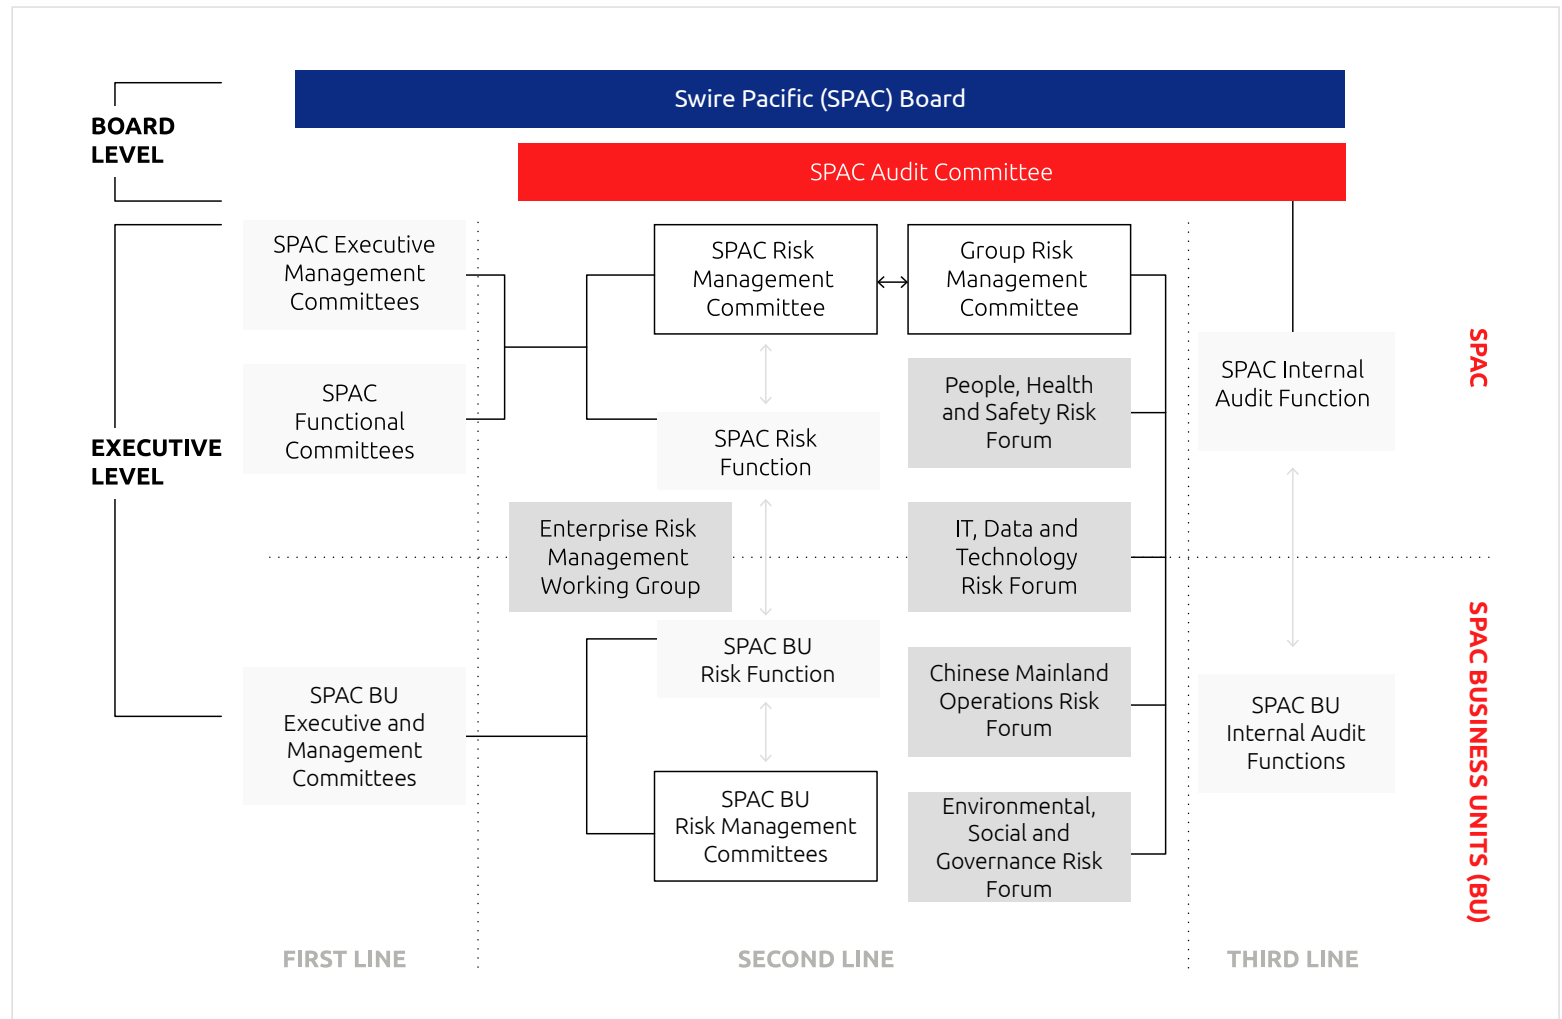 Swire Pacific (SPAC) Board
BOARD
LEVEL
SPAC Audit Committee
SPAC Executive
Management
Committees
SPAC Risk
Management
Committee
Group Risk
Management
Committee
SPAC
SPAC Internal
Audit Function
People, Health
and Safety Risk
Forum
SPAC
Functional
Committees
EXECUTIVE
LEVEL
SPAC Risk
Function
Enterprise Risk
Management
Working Group
IT, Data and
Technology
Risk Forum
SPAC BU
Risk Function
SPAC BUSINESS UNITS (BU)
Chinese Mainland
Operations Risk
Forum
SPAC BU
Executive and
Management
Committees
SPAC BU
Internal Audit
Functions
SPAC BU
Risk Management
Committees
Environmental,
Social and
Governance Risk
Forum
FIRST LINE
SECOND LINE
THIRD LINE